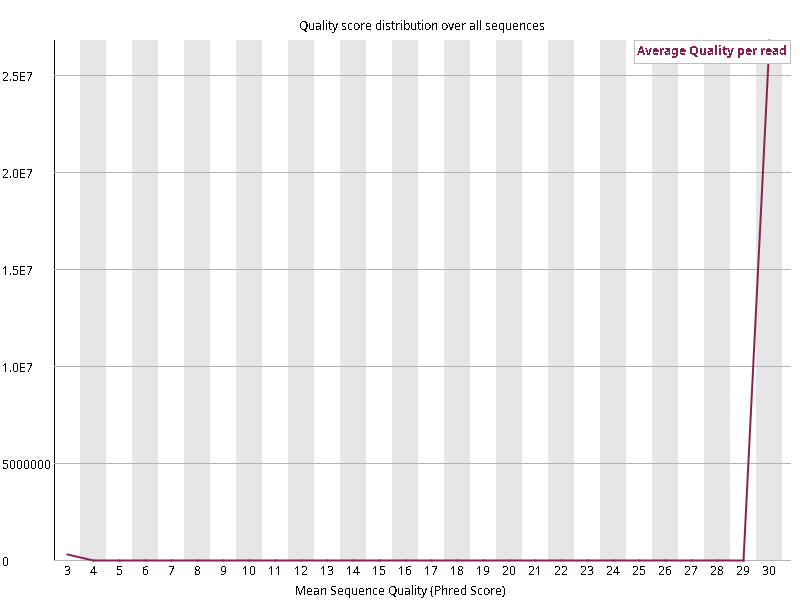 Quality score distribution over all sequences
Average Quality per read
2.5E7
2.0E7
1.5E7
1.0E7
5000000
0
3 4 5 6 7 8 9 10 11 12 13 14 15 16 17 18 19 20 21 22 23 24 25 26 27 28 29 30
Mean Sequence Quality (Phred Score)